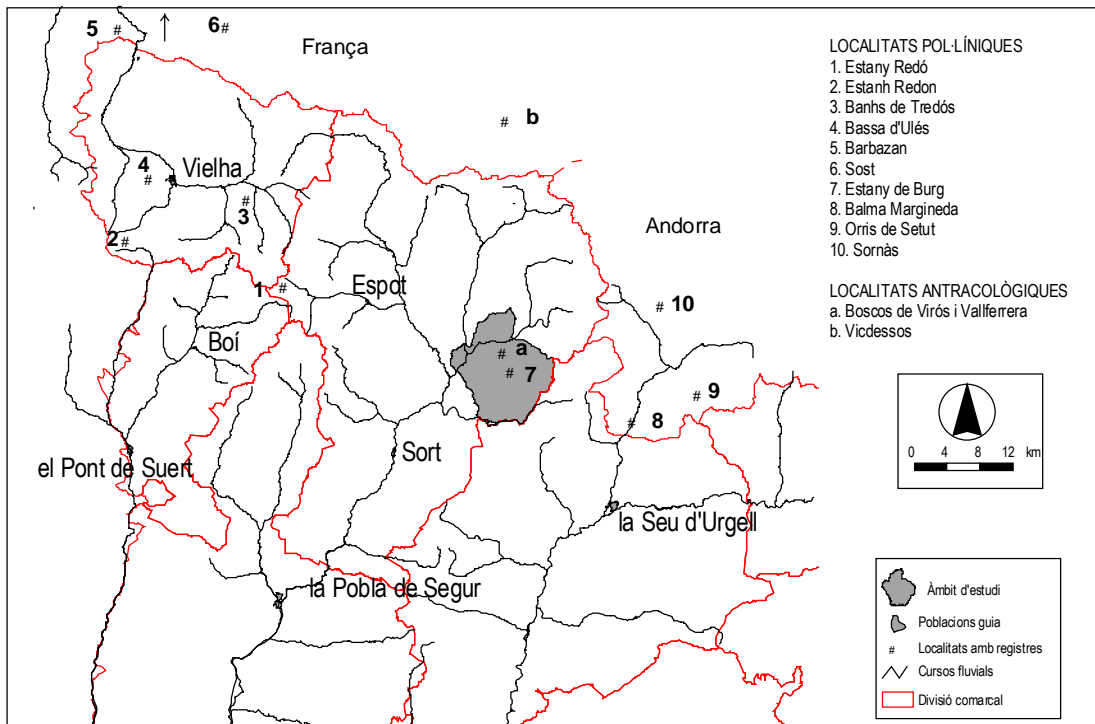 5
6
França
b
4
Vielha
3
2
Andorra
1
Espot
10
Boí
a
7
9
8
Sort
el Pont de Suert
la Seu d'Urgell
la Pobla de Segur
LOCALITATS POL·LÍNIQUES
1. Estany Redó
2. Estanh Redon
3. Banhs de Tredós
4. Bassa d'Ulés
5. Barbazan
6. Sost
7. Estany de Burg
8. Balma Margineda
9. Orris de Setut
10. Sornàs
LOCALITATS ANTRACOLÒGIQUES
a. Boscos de Virós i Vallferrera
b. Vicdessos
0 4 8 12 km
Àmbit d'estudi
Poblacions guia
# Localitats amb registres
Cursos fluvials
Divisió comarcal